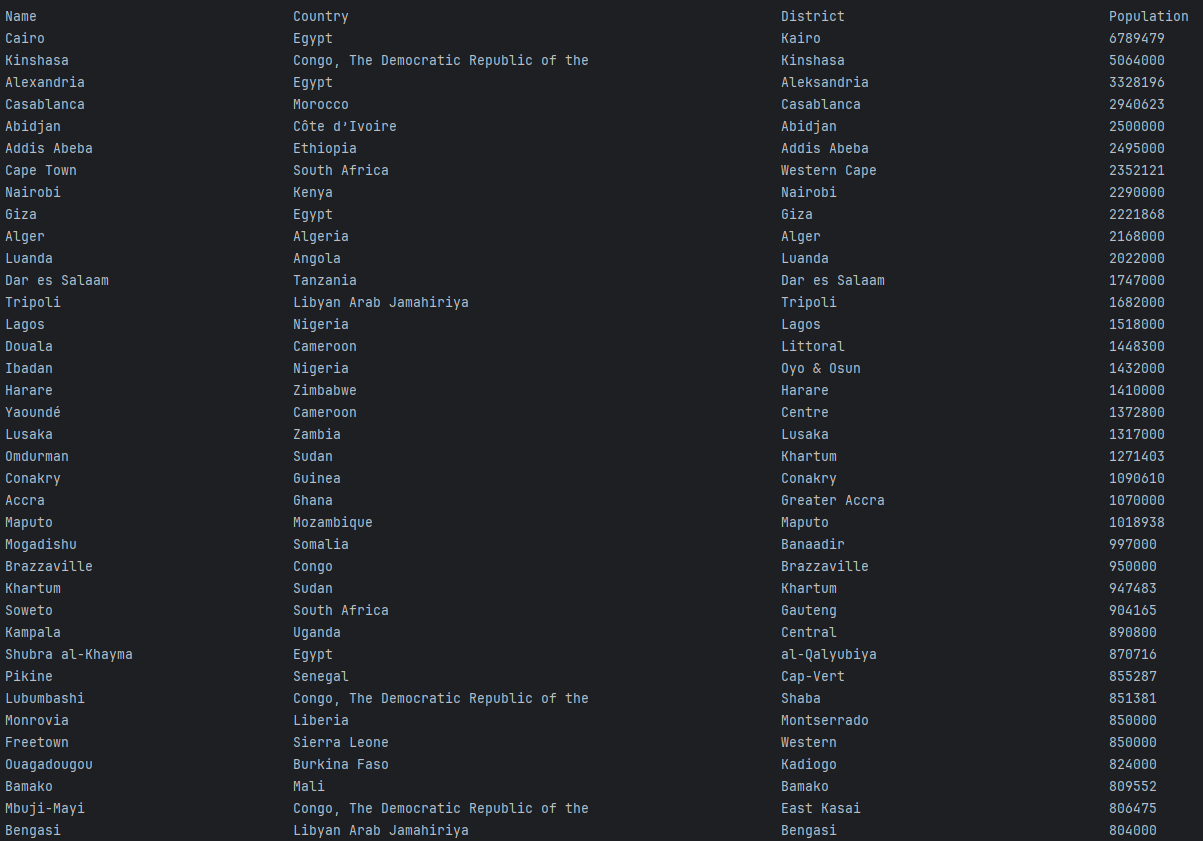 Name Country District Population
Cairo Egypt Kairo 6789479
Kinshasa Congo, The Democratic Republic of the Kinshasa 5064000
Alexandria Egypt Aleksandria 3328196
Casablanca Morocco Casablanca 2940623
Abidjan Côte d’Ivoire Abidjan 2500000
Addis Abeba Ethiopia Addis Abeba 2495000
Cape Town South Africa Western Cape 2352121
Nairobi Kenya Nairobi 2290000
Giza Egypt Giza 2221868
Alger Algeria Alger 2168000
Luanda Angola Luanda 2022000
Dar es Salaam Tanzania Dar es Salaam 1747000
Tripoli Libyan Arab Jamahiriya Tripoli 1682000
Lagos Nigeria Lagos 1518000
Douala Cameroon Littoral 1448300
Ibadan Nigeria Oyo & Osun 1432000
Harare Zimbabwe Harare 1410000
Yaoundé Cameroon Centre 1372800
Lusaka Zambia Lusaka 1317000
Omdurman Sudan Khartum 1271403
Conakry Guinea Conakry 1090610
Accra Ghana Greater Accra 1070000
Maputo Mozambique Maputo 1018938
Mogadishu Somalia Banaadir 997000
Brazzaville Congo Brazzaville 950000
Khartum Sudan Khartum 947483
Soweto South Africa Gauteng 904165
Kampala Uganda Central 890800
Shubra al-Khayma Egypt al-Qalyubiya 870716
Pikine Senegal Cap-Vert 855287
Lubumbashi Congo, The Democratic Republic of the Shaba 851381
Monrovia Liberia Montserrado 850000
Freetown Sierra Leone Western 850000
Ouagadougou Burkina Faso Kadiogo 824000
Bamako Mali Bamako 809552
Mbuji-Mayi Congo, The Democratic Republic of the East Kasai 806475
Bengasi Libyan Arab Jamahiriya Bengasi 804000